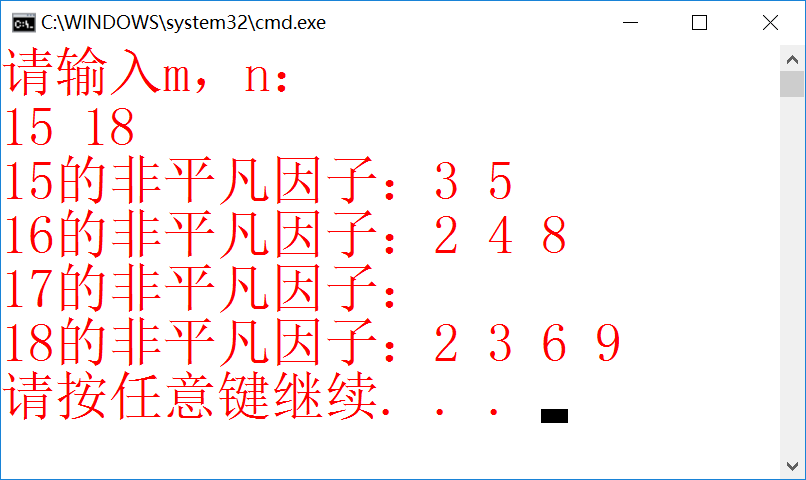 C:\WINDOWS\system32\cmd.exe
请输入m，n：
15 18
15的非平凡因子：3 5
16的非平凡因子：2 4 8
17的非平凡因子：
18的非平凡因子：2 3 6 9
请按任意键继续. . .